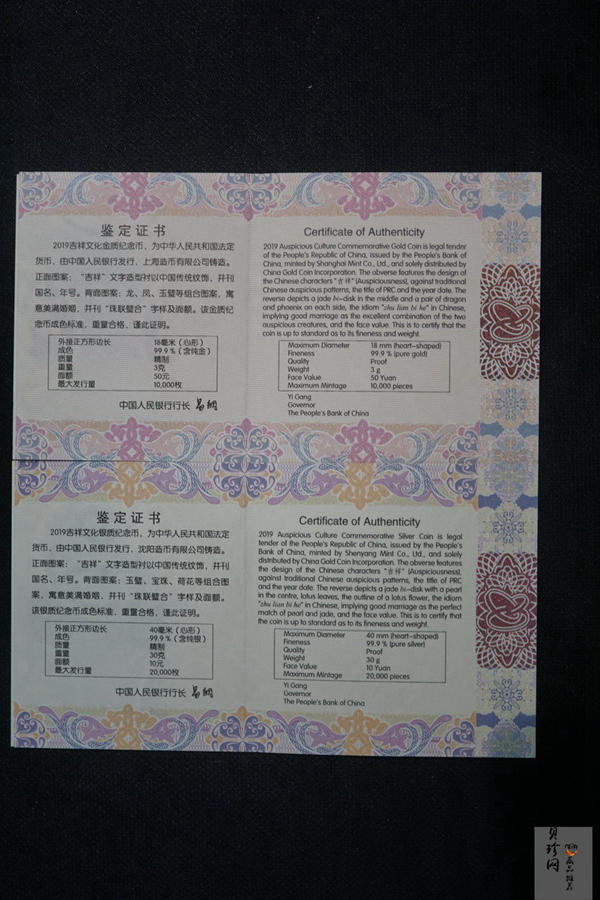 鉴定证书
2019吉祥文化金质纪念币，为中华人民共和国法定
货币，由中国人民银行发行，上海造币有限公司铸造。
正面图案：“吉祥”文字造型衬以中国传统纹饰，并刊
国名、年号。背面图案：龙、凤、玉璧等组合图案，寓
意美满婚姻，并刊“珠联璧合”字样及面额。该金质纪
念币成色标准，重量合格，谨此证明。
外接正方形边长 18毫米（心形）
成色 99.9％（含纯金）
质量 精制
重量 3克
面额 50元
最大发行量 10,000枚
中国人民银行行长
Certificate of Authenticity
2019 Auspicious Culture Commemorative Gold Coin is legal tender
of the People's Republic of China, issued by the People's Bank of
China, minted by Shanghai Mint Co., Ltd., and solely distributed by
China Gold Coin Incorporation. The obverse features the design of
the Chinese characters "吉祥" (Auspiciousness), against traditional
Chinese auspicious patterns, the title of PRC and the year date. The
reverse depicts a jade bi-disk in the middle and a pair of dragon
and phoenix on each side, the idiom "zhu lian bi he" in Chinese,
implying good marriage as the excellent combination of the two
auspicious creatures, and the face value. This is to certify that the
coin is up to standard as to its fineness and weight.
Maximum Diameter 18 mm (heart-shaped)
Fineness 99.9 % (pure gold)
Quality Proof
Weight 3 g
Face Value 50 Yuan
Maximum Mintage 10,000 pieces
Yi Gang
Governor
The People's Bank of China
鉴定证书
2019吉祥文化银质纪念币，为中华人民共和国法定
货币，由中国人民银行发行，沈阳造币有限公司铸造。
正面图案：“吉祥”文字造型衬以中国传统纹饰，并刊
国名、年号。背面图案：玉璧、宝珠、荷花等组合图
案，寓意美满婚姻，并刊“珠联璧合”字样及面额。
该银质纪念币成色标准，重量合格，谨此证明。
外接正方形边长 40毫米（心形）
成色 99.9％（含纯银）
质量 精制
重量 30克
面额 10元
最大发行量 20,000枚
中国人民银行行长
Certificate of Authenticity
2019 Auspicious Culture Commemorative Silver Coin is legal
tender of the People's Republic of China, issued by the People's
Bank of China, minted by Shenyang Mint Co., Ltd., and solely
distributed by China Gold Coin Incorporation. The obverse features
the design of the Chinese characters "吉祥" (Auspiciousness),
against traditional Chinese auspicious patterns, the title of PRC
and the year date. The reverse depicts a jade bi-disk with a pearl
in the centre, lotus leaves, the outline of a lotus flower, the idiom
"zhu lian bi he" in Chinese, implying good marriage as the perfect
match of pearl and jade, and the face value. This is to certify that
the coin is up to standard as to its fineness and weight.
Maximum Diameter 40 mm (heart-shaped)
Fineness 99.9 % (pure silver)
Quality Proof
Weight 30 g
Face Value 10 Yuan
Maximum Mintage 20,000 pieces
Yi Gang
Governor
The People's Bank of China
贝珍网